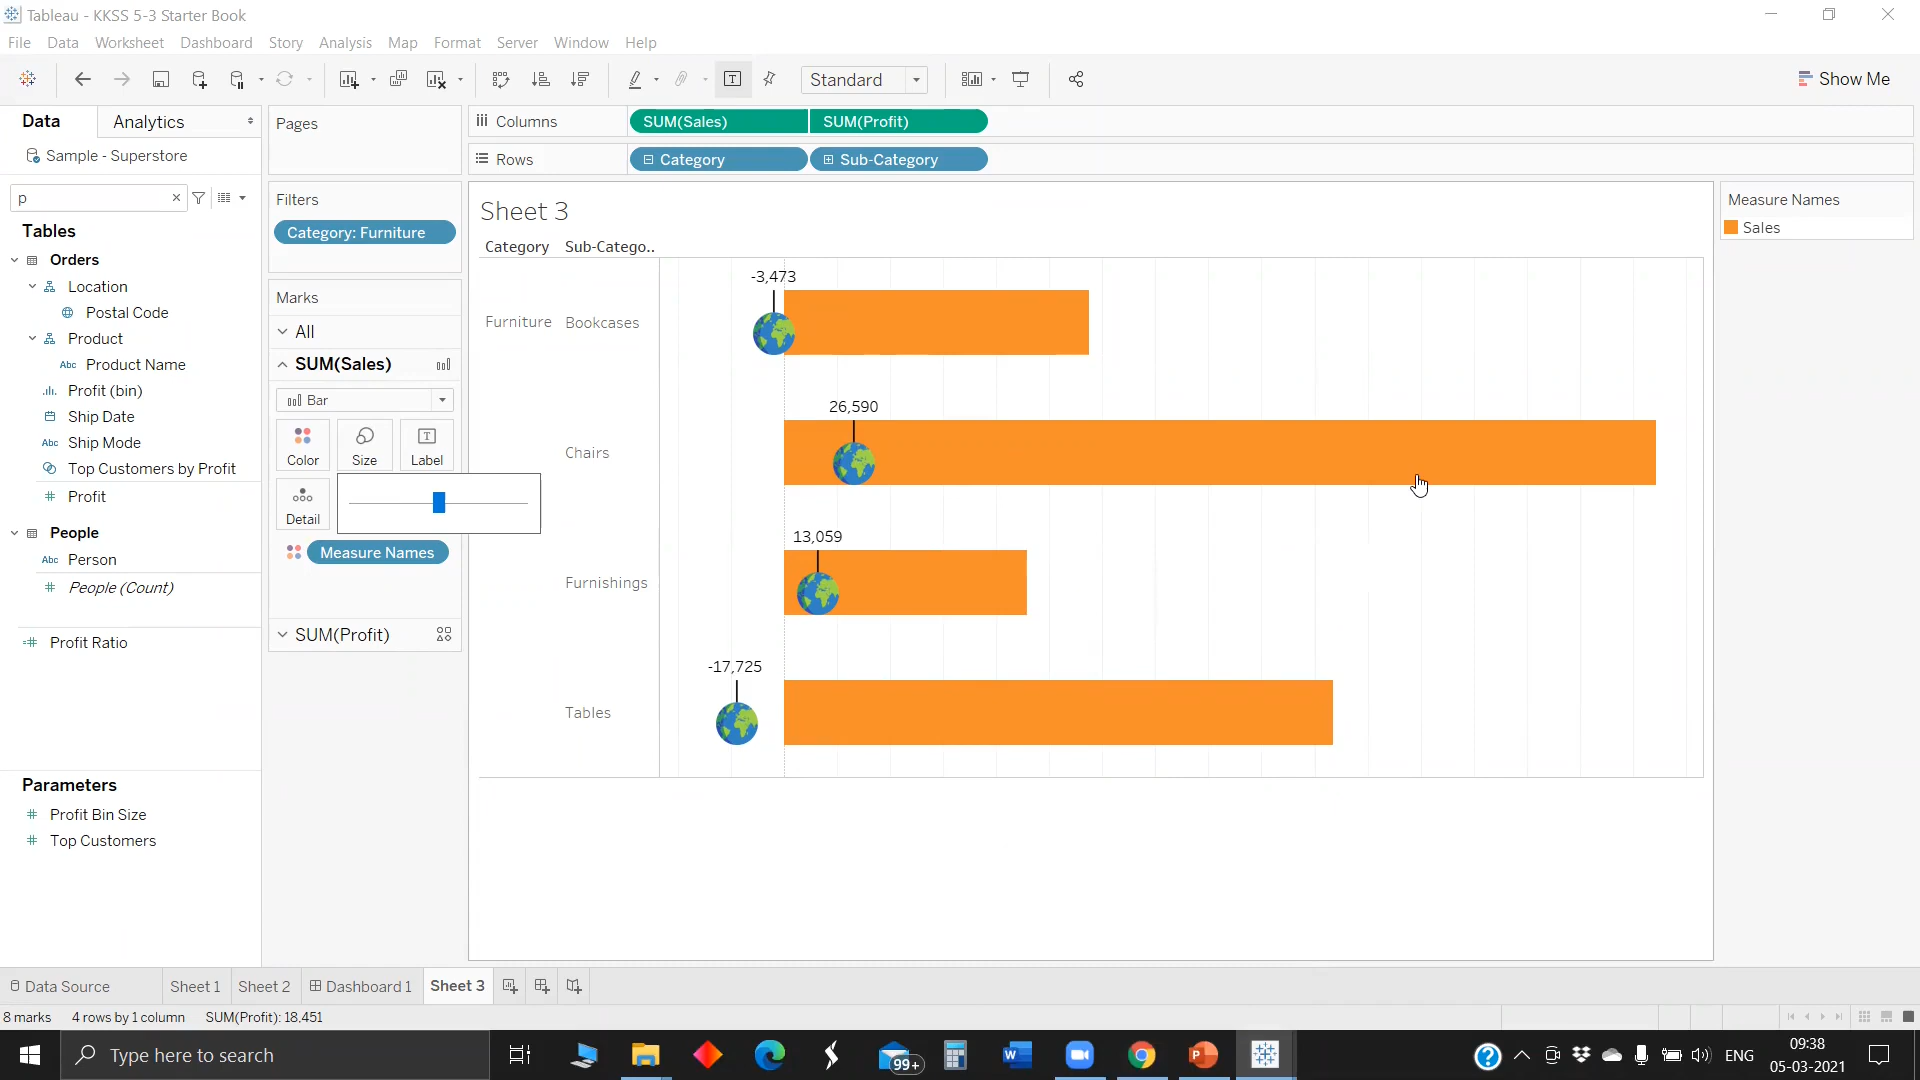 Tableau - KKSS 5-3 Starter Book
File Data Worksheet Dashboard Story Analysis Map Format Server Window Help
Standard
Show Me
Data Analytics
Sample - Superstore
p
Tables
Orders
Location
Postal Code
Product
Abc Product Name
Profit (bin)
Ship Date
Abc Ship Mode
Top Customers by Profit
# Profit
People
Abc Person
# People (Count)
=# Profit Ratio
Parameters
# Profit Bin Size
# Top Customers
Pages
Filters
Category: Furniture
Marks
All
SUM(Sales)
Bar
Color Size Label
Detail
Measure Names
SUM(Profit)
Columns SUM(Sales) SUM(Profit)
Rows Category Sub-Category
Sheet 3
Category Sub-Catego..
-3,473
Furniture Bookcases
26,590
Chairs
13,059
Furnishings
-17,725
Tables
Measure Names
Sales
Data Source Sheet 1 Sheet 2 Dashboard 1 Sheet 3
8 marks 4 rows by 1 column SUM(Profit): 18,451
Type here to search
99+
ENG
09:38
05-03-2021